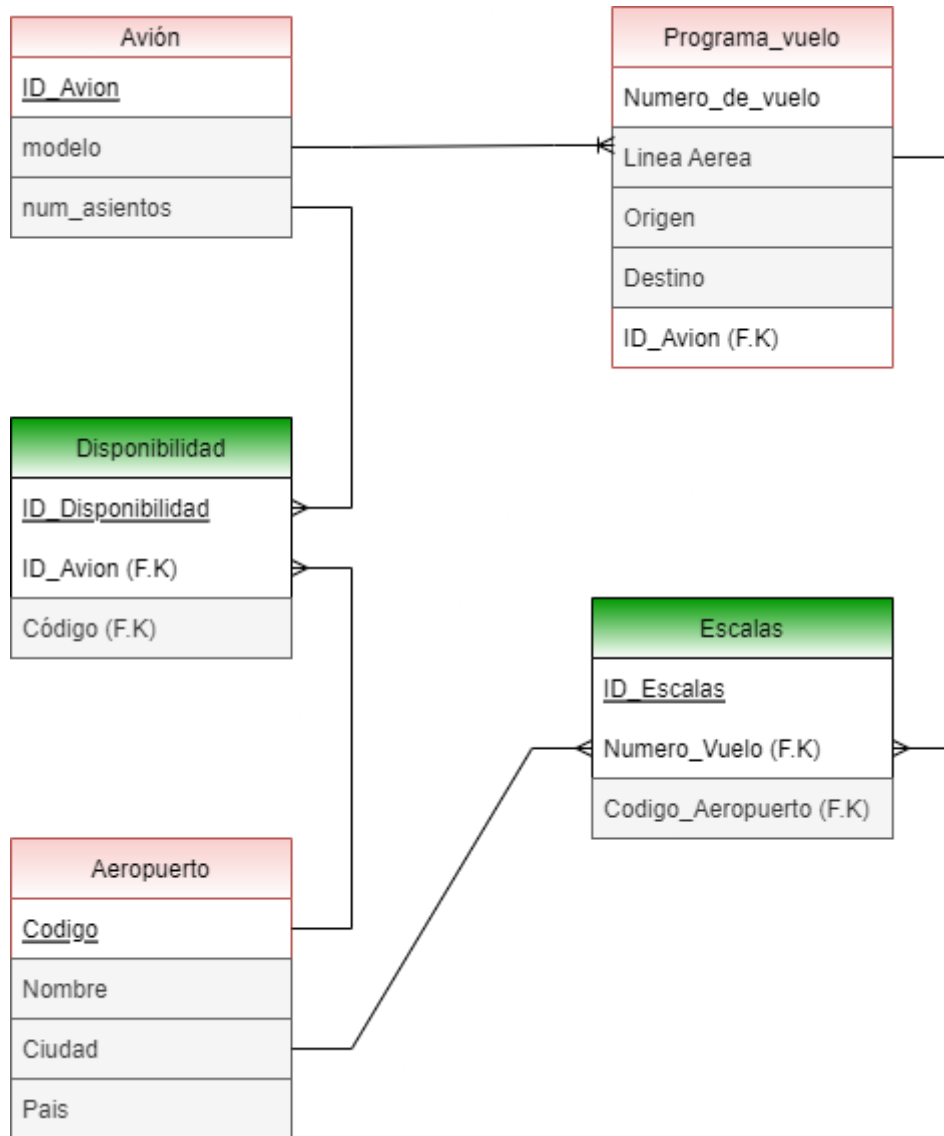 Avión
ID_Avion
modelo
num_asientos
Programa_vuelo
Numero_de_vuelo
Linea Aerea
Origen
Destino
ID_Avion (F.K)
Disponibilidad
ID_Disponibilidad
ID_Avion (F.K)
Código (F.K)
Escalas
ID_Escalas
Numero_Vuelo (F.K)
Codigo_Aeropuerto (F.K)
Aeropuerto
Codigo
Nombre
Ciudad
Pais